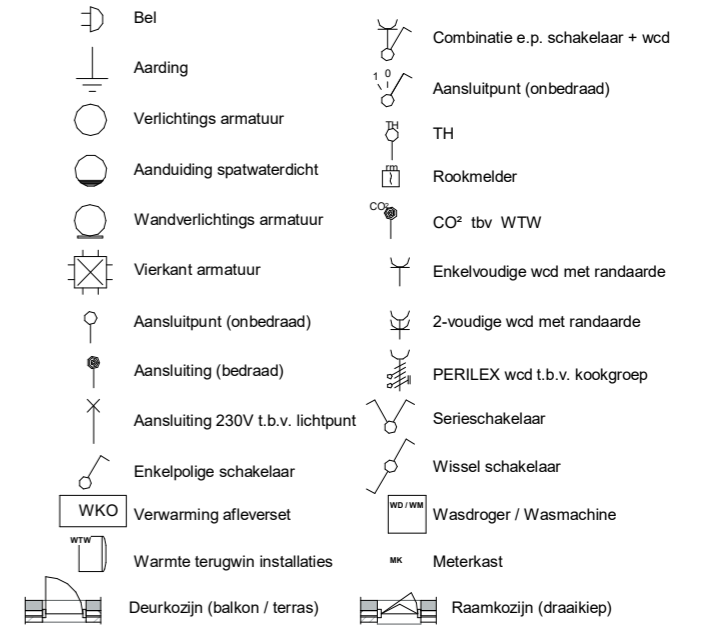 Bel
Aarding
Verlichtings armatuur
Aanduiding spatwaterdicht
Wandverlichtings armatuur
Vierkant armatuur
Aansluitpunt (onbedraad)
Aansluiting (bedraad)
Aansluiting 230V t.b.v. lichtpunt
Enkelpolige schakelaar
WKO Verwarming afleverset
WTW
Warmte terugwin installaties
Deurkozijn (balkon / terras)
Combinatie e.p. schakelaar + wcd
1 0
Aansluitpunt (onbedraad)
TH TH
Rookmelder
CO² CO² tbv WTW
Enkelvoudige wcd met randaarde
2-voudige wcd met randaarde
PERILEX wcd t.b.v. kookgroep
Serieschakelaar
Wissel schakelaar
WD / WM
Wasdroger / Wasmachine
MK Meterkast
Raamkozijn (draaikiep)